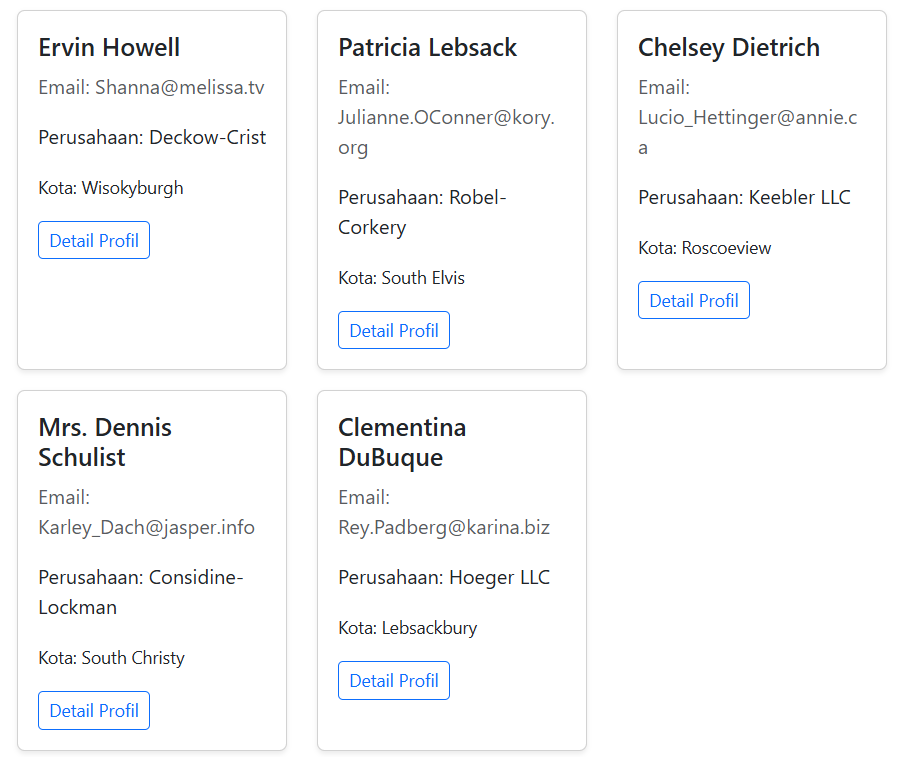 Ervin Howell
Email: Shanna@melissa.tv
Perusahaan: Deckow-Crist
Kota: Wisokyburgh
Detail Profil
Patricia Lebsack
Email:
Julianne.OConner@kory.
org
Perusahaan: Robel-
Corkery
Kota: South Elvis
Detail Profil
Chelsey Dietrich
Email:
Lucio_Hettinger@annie.c
a
Perusahaan: Keebler LLC
Kota: Roscoeview
Detail Profil
Mrs. Dennis
Schulist
Email:
Karley_Dach@jasper.info
Perusahaan: Considine-
Lockman
Kota: South Christy
Detail Profil
Clementina
DuBuque
Email:
Rey.Padberg@karina.biz
Perusahaan: Hoeger LLC
Kota: Lebsackbury
Detail Profil